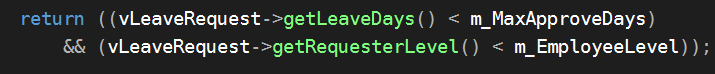 return ((vLeaveRequest->getLeaveDays() < m_MaxApproveDays)
&& (vLeaveRequest->getRequesterLevel() < m_EmployeeLevel));